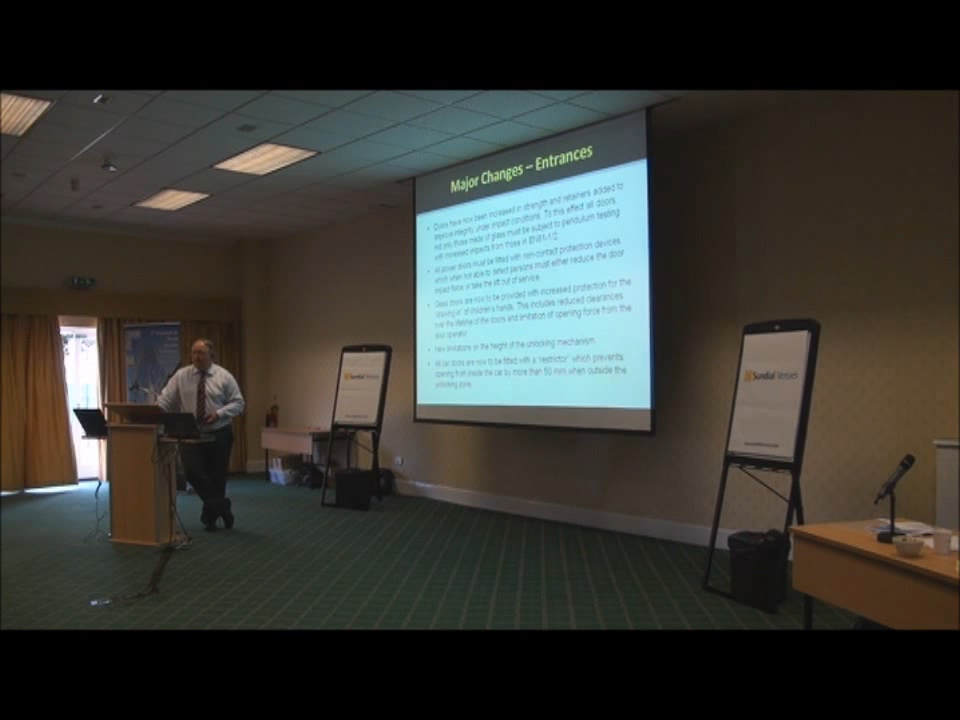 Major Changes – Entrances
• Doors have now been increased in strength and retainers added to
improve integrity under impact conditions. To this effect all doors,
not only those made of glass must be subject to pendulum testing
with increased impacts from those in EN81-1/2
• All power doors must be fitted with non-contact protection devices,
which when not able to detect persons must either reduce the door
impact force or take the lift out of service.
• Glass doors are now to be provided with increased protection for the
of children's hands. This includes reduced clearances
over the lifetime of the doors and limitation of opening force from the
door operator.
• New limitations on the height of the unlocking mechanism.
• All car doors are now to be fitted with a "restrictor" which prevents
opening from inside the car by more than 50 mm when outside the
unlocking zone.
Sundial Venues
Sundial Venues